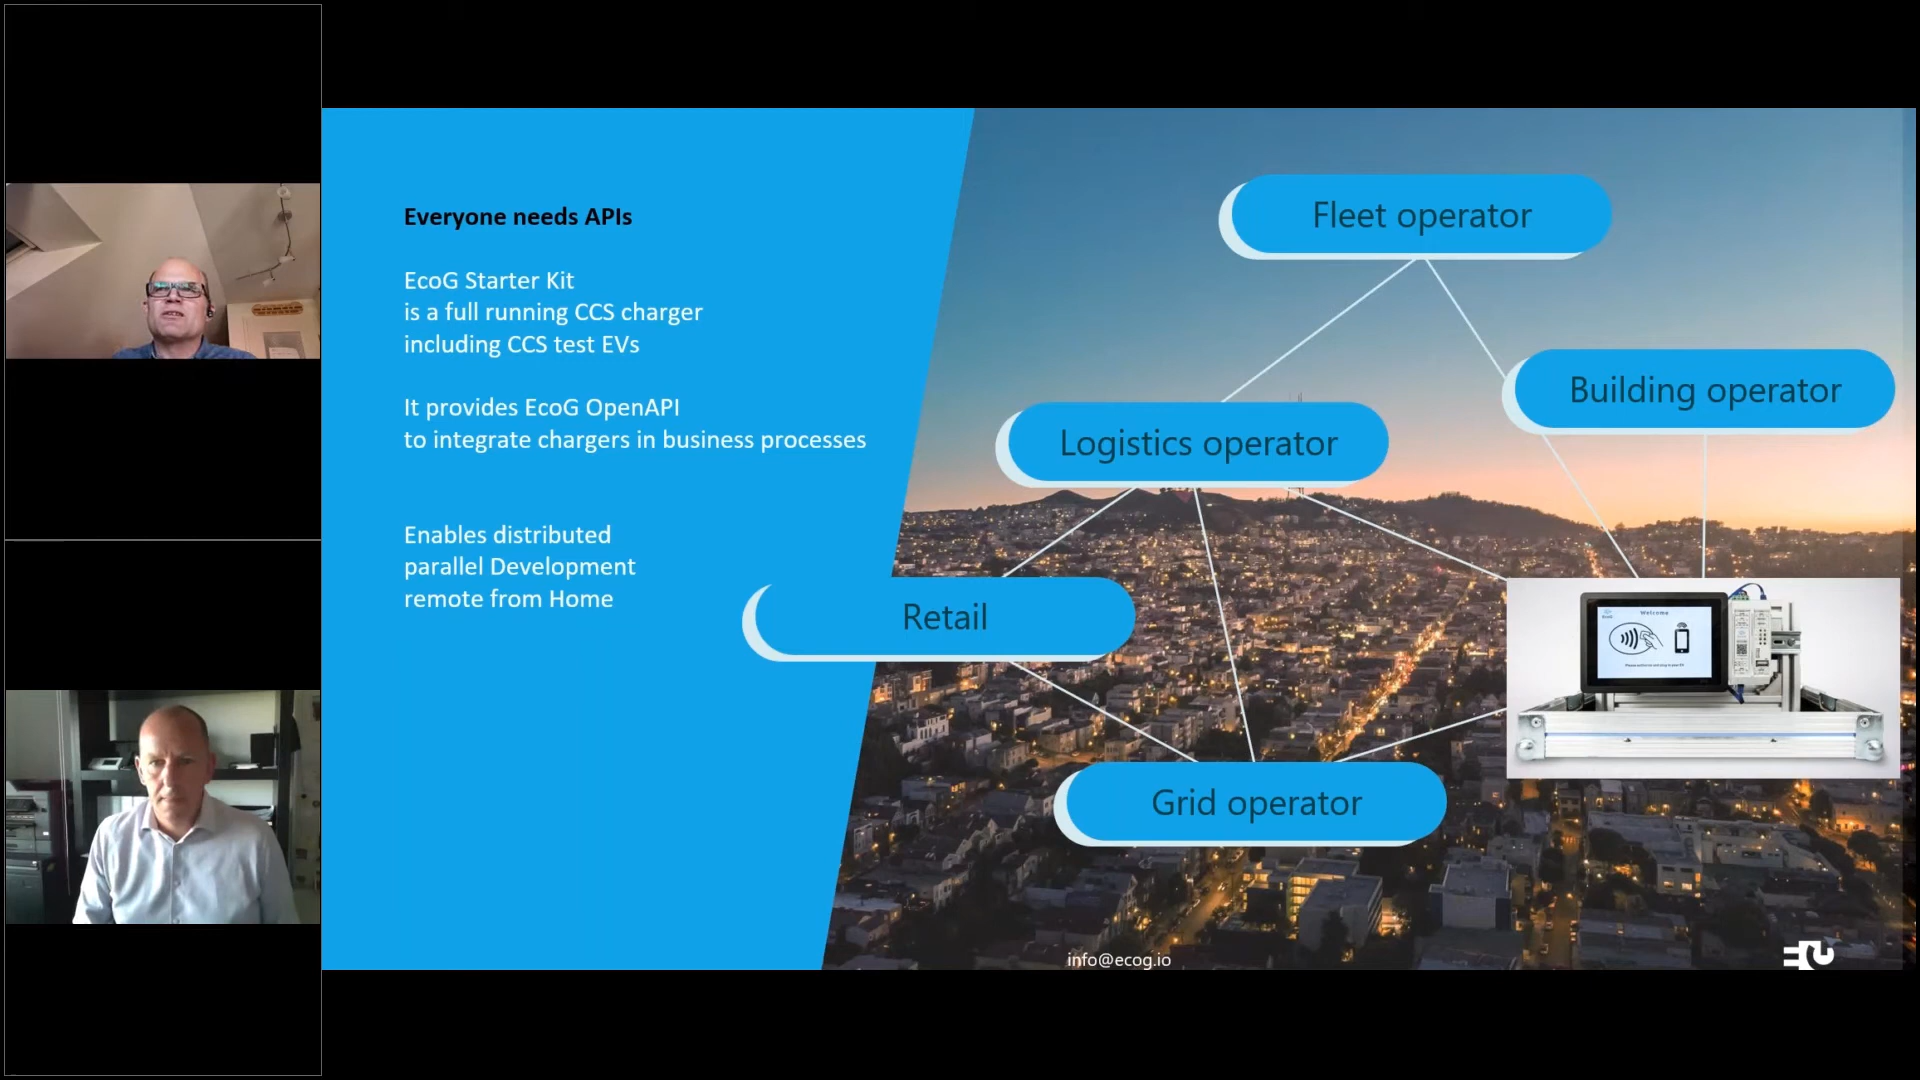 Everyone needs APIs
EcoG Starter Kit
is a full running CCS charger
including CCS test EVs
It provides EcoG OpenAPI
to integrate chargers in business processes
Enables distributed
parallel Development
remote from Home
Fleet operator
Building operator
Logistics operator
Retail
Grid operator
Welcome
info@ecog.io